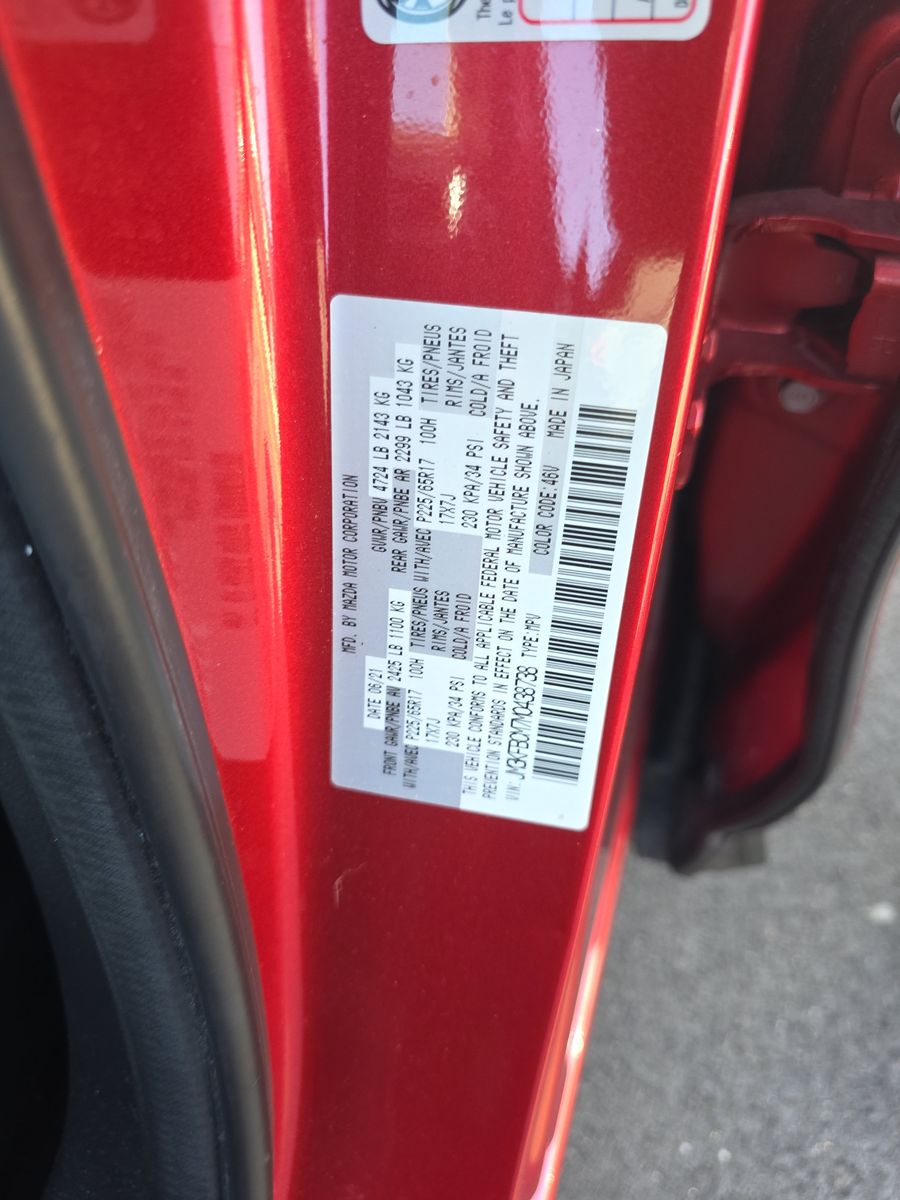 The
Le p
MFD. BY MAZDA MOTOR CORPORATION
DATE 06/21 GVWR/PNBV 4724 LB 2143 KG
FRONT GAWR/PNBE AV 2425 LB 1100 KG REAR GAWR/PNBE AR 2299 LB 1043 KG
WITH/AVEC P225/65R17 100H TIRES/PNEUS WITH/AVEC P225/65R17 100H TIRES/PNEUS
17X7J RIMS/JANTES 17X7J RIMS/JANTES
230 KPA/34 PSI COLD/A FROID 230 KPA/34 PSI COLD/A FROID
THIS VEHICLE CONFORMS TO ALL APPLICABLE FEDERAL MOTOR VEHICLE SAFETY AND THEFT
PREVENTION STANDARDS IN EFFECT ON THE DATE OF MANUFACTURE SHOWN ABOVE.
VIN: JM3KFBCM7M0438738 TYPE:MPV COLOR CODE:46V MADE IN JAPAN